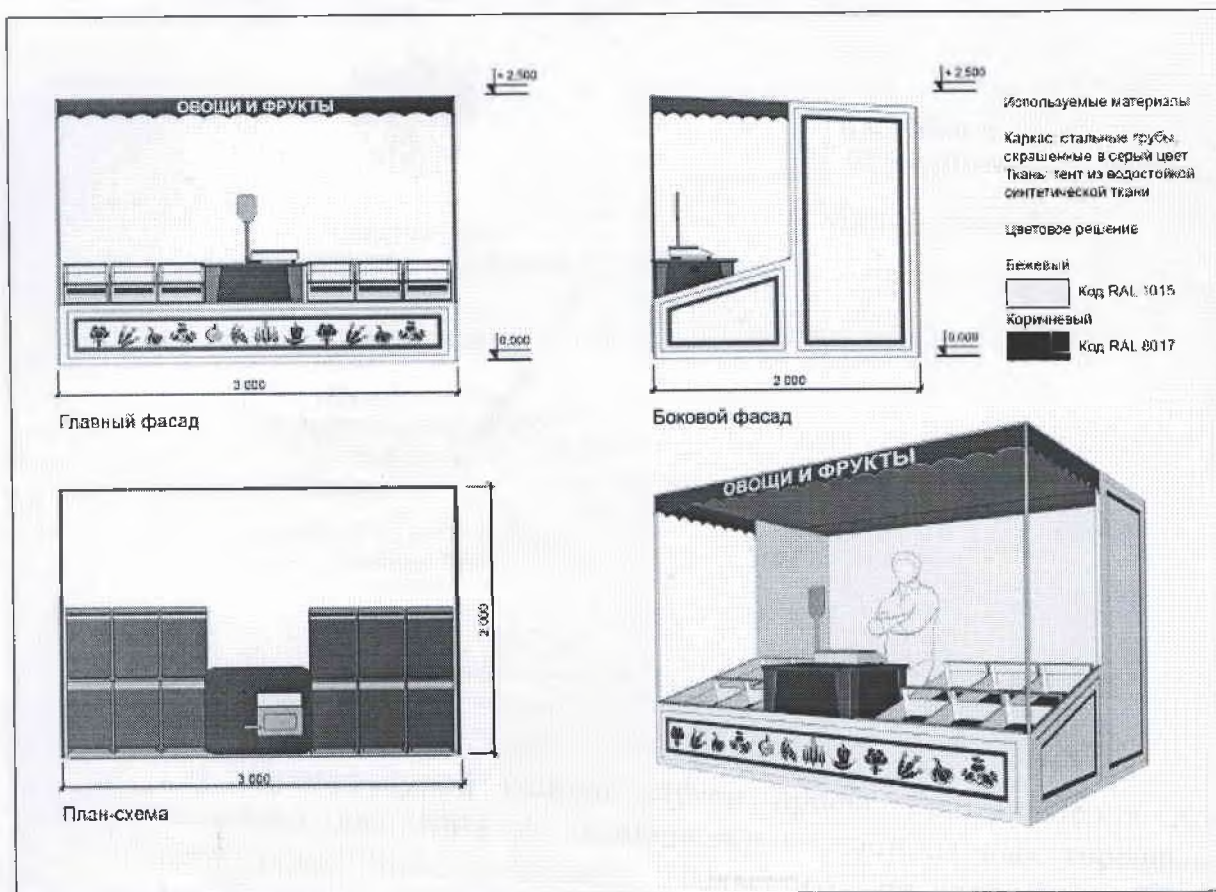 +2,500
ОВОЩИ И ФРУКТЫ
0,000
3 000
Главный фасад
+2,500
0,000
2 000
Боковой фасад
Используемые материалы
Каркас: стальные трубы,
окрашенные в серый цвет
Ткань: тент из водостойкой
синтетической ткани
Цветовое решение
Бежевый
Код RAL 1015
Коричневый
Код RAL 8017
2 000
3 000
План-схема
ОВОЩИ И ФРУКТЫ